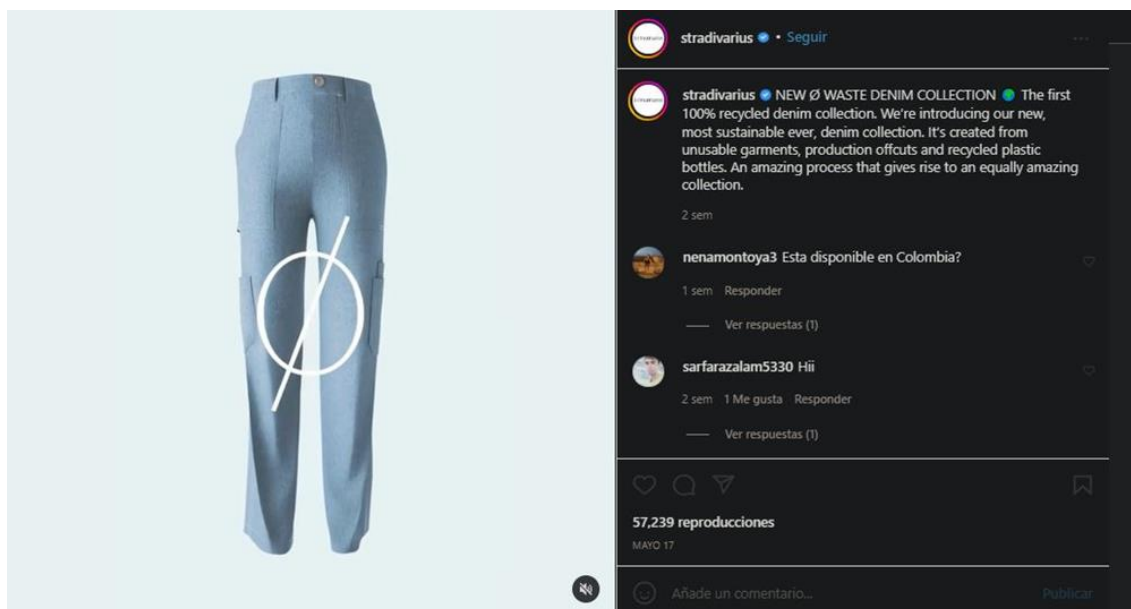 stradivarius • Seguir
stradivarius NEW Ø WASTE DENIM COLLECTION 🌍 The first
100% recycled denim collection. We're introducing our new,
most sustainable ever, denim collection. It's created from
unusable garments, production offcuts and recycled plastic
bottles. An amazing process that gives rise to an equally amazing
collection.
2 sem
nenamontoya3 Esta disponible en Colombia?
1 sem Responder
Ver respuestas (1)
sarfarazalam5330 Hii
2 sem 1 Me gusta Responder
Ver respuestas (1)
57,239 reproducciones
MAYO 17
Añade un comentario... Publicar